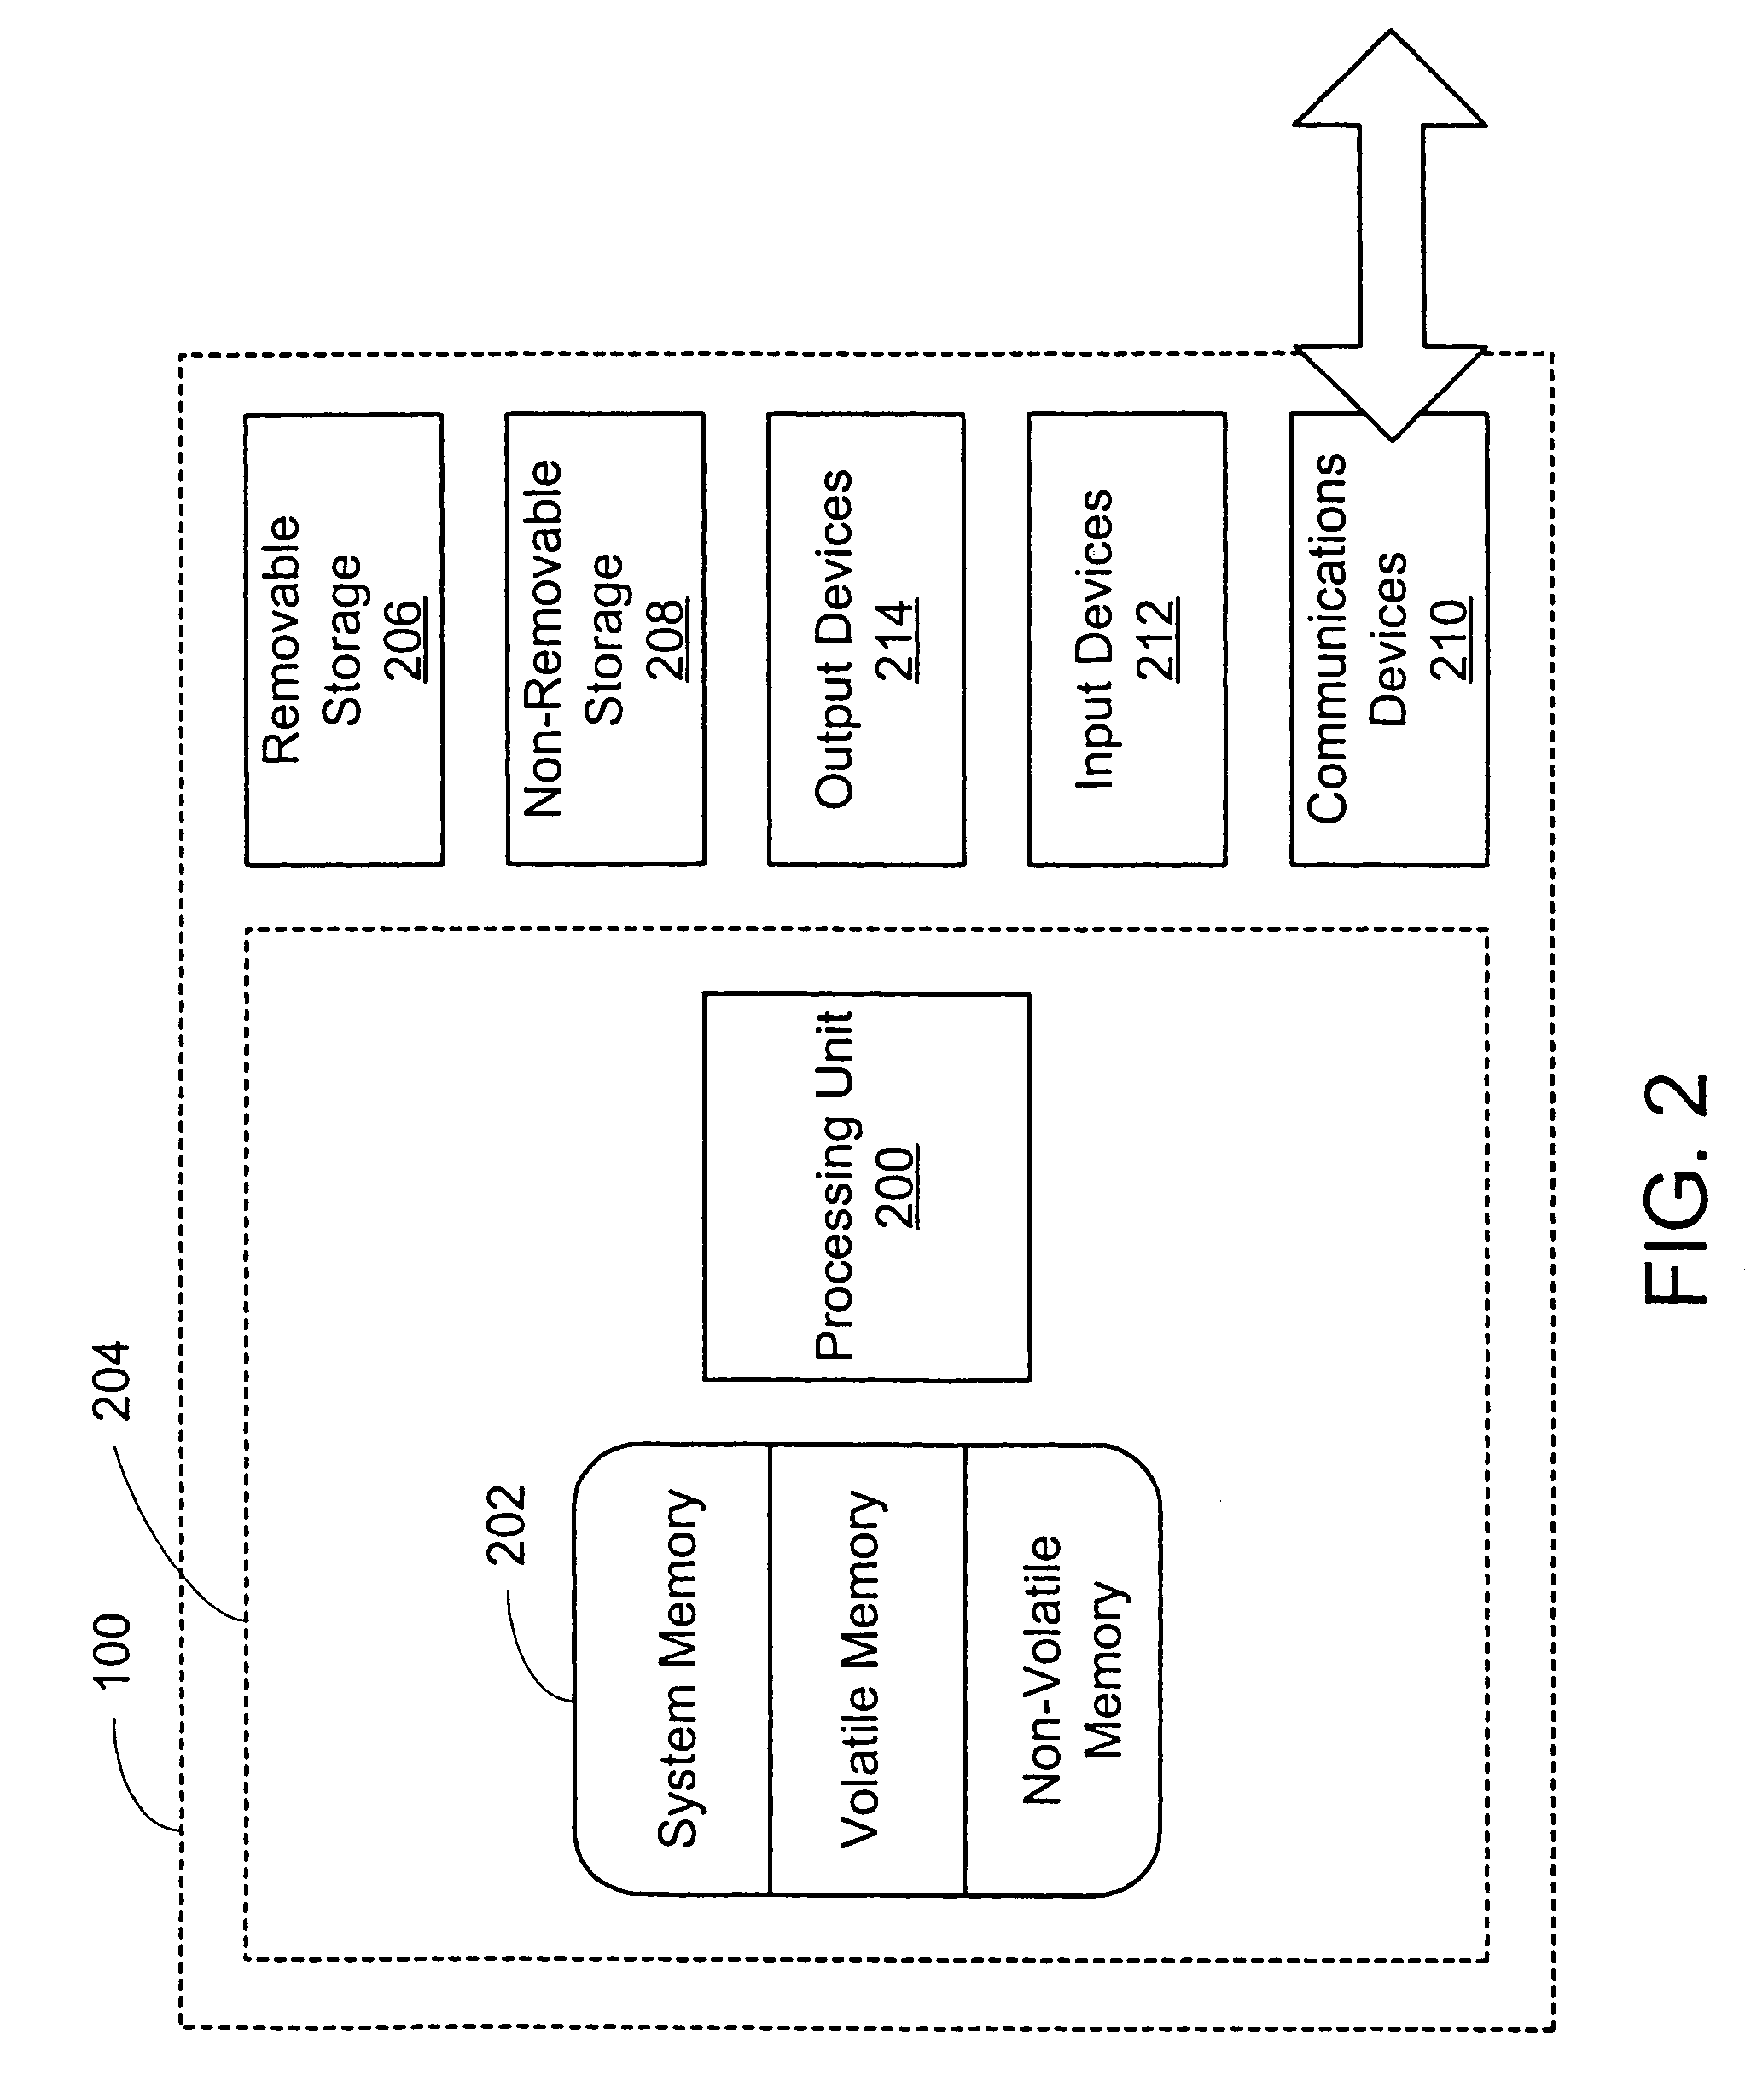 100
204
202
System Memory
Volatile Memory
Non-Volatile
Memory
Processing Unit
200
Removable
Storage
206
Non-Removable
Storage
208
Output Devices
214
Input Devices
212
Communications
Devices
210
FIG. 2